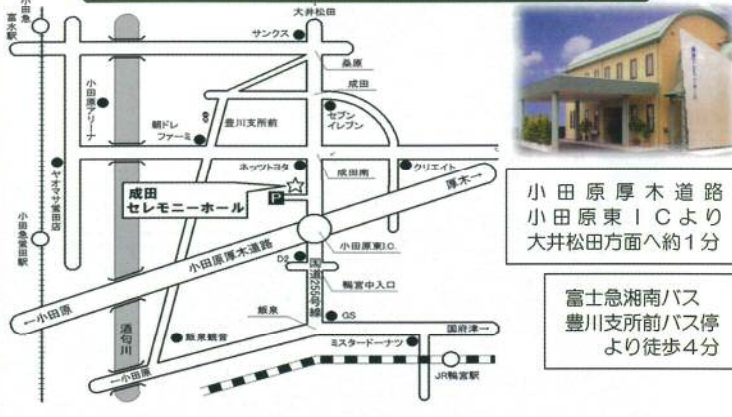 小田急
富水駅
大井松田
サンクス
桑原
成田
小田原アリーナ
朝ドレ
ファーミ
豊川支所前
セブン
イレブン
ネッツトヨタ
成田南
クリエイト
ヤオマサ蛍田店
成田
セレモニーホール
P
厚木→
小田急蛍田駅
小田原東I.C.
小田原厚木道路
D2
国道255号線
鴨宮中入口
←小田原
酒匂川
飯泉
飯泉観音
GS
国府津→
ミスタードーナツ
←小田原
JR鴨宮駅
小田原厚木道路
小田原東ＩＣより
大井松田方面へ約1分
富士急湘南バス
豊川支所前バス停
より徒歩4分